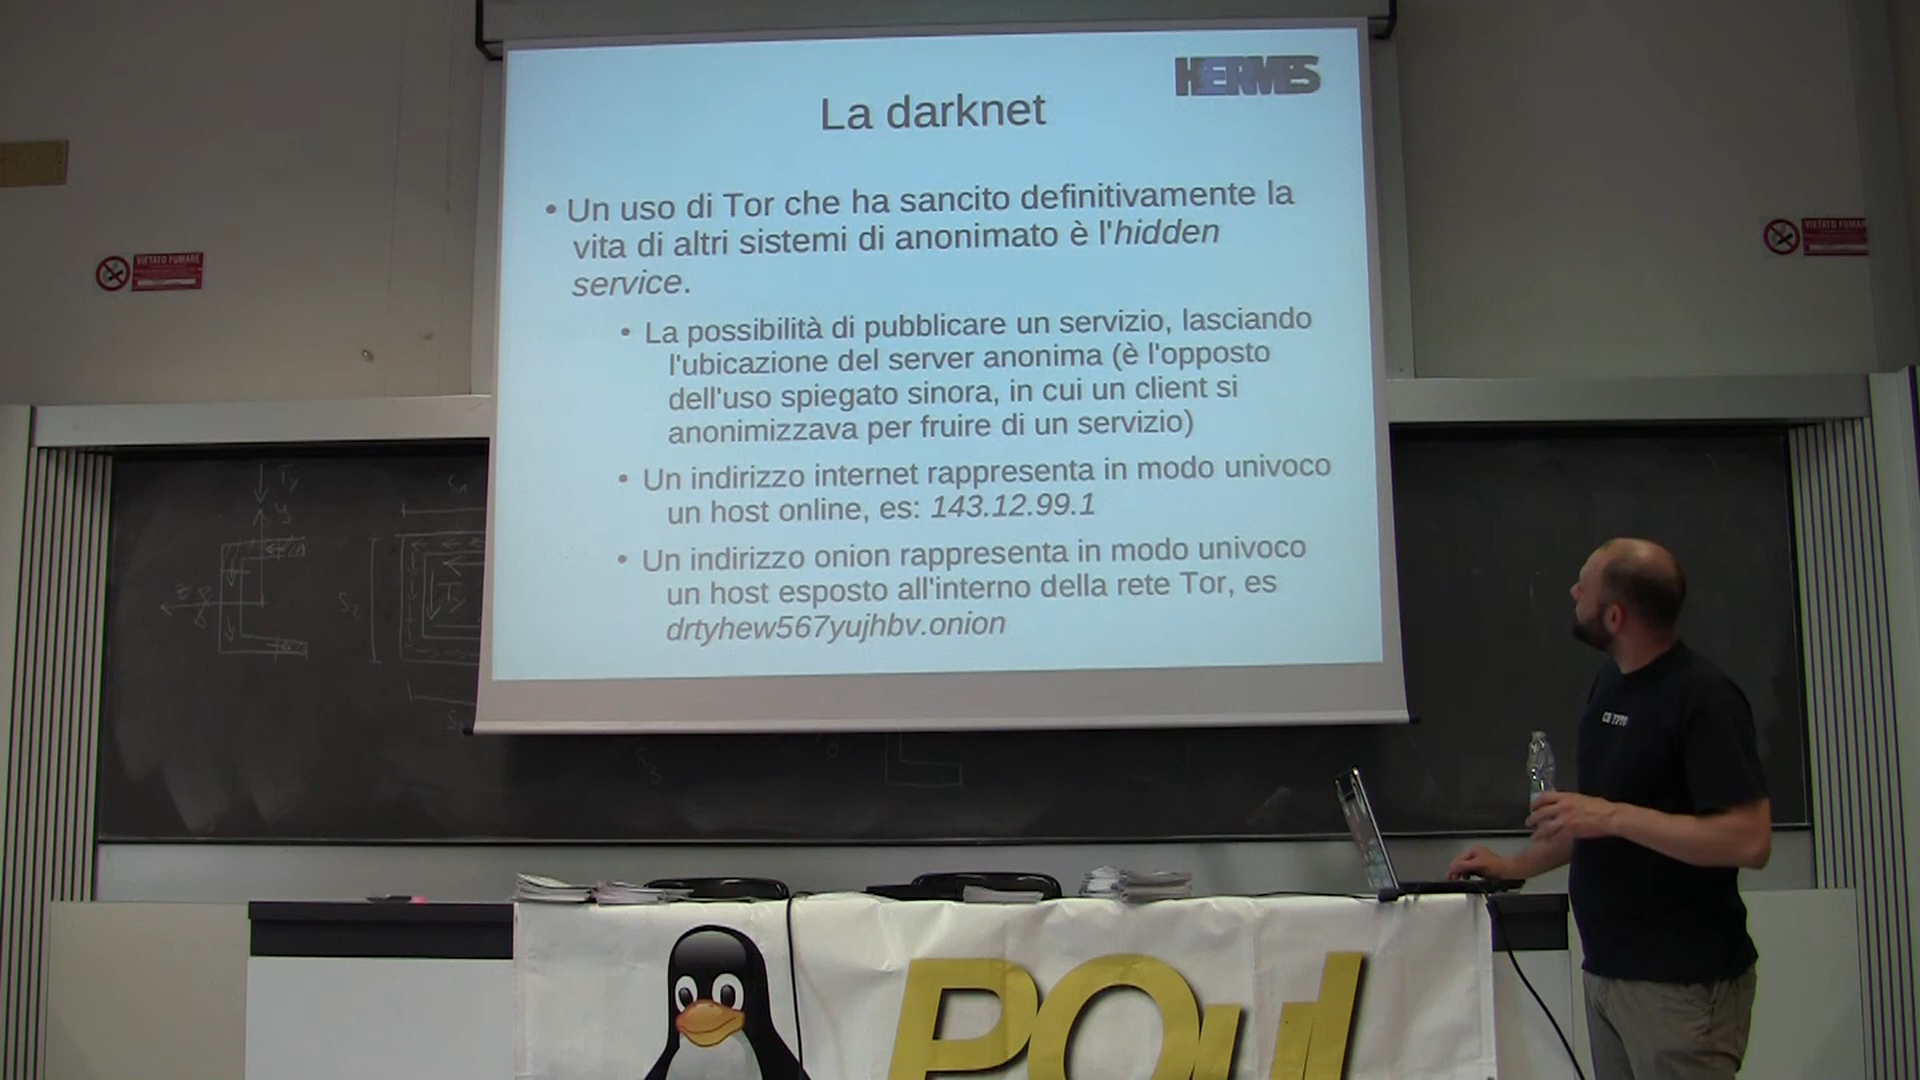 HERMES
La darknet
• Un uso di Tor che ha sancito definitivamente la
vita di altri sistemi di anonimato è l'hidden
service.
• La possibilità di pubblicare un servizio, lasciando
l'ubicazione del server anonima (è l'opposto
dell'uso spiegato sinora, in cui un client si
anonimizzava per fruire di un servizio)
• Un indirizzo internet rappresenta in modo univoco
un host online, es: 143.12.99.1
• Un indirizzo onion rappresenta in modo univoco
un host esposto all'interno della rete Tor, es
drtyhew567yujhbv.onion
VIETATO FUMARE
VIETATO FUMA
POul